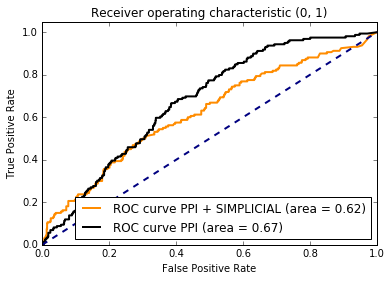 Receiver operating characteristic (0, 1)
1.0
0.8
0.6
0.4
0.2
0.0
True Positive Rate
ROC curve PPI + SIMPLICIAL (area = 0.62)
ROC curve PPI (area = 0.67)
0.0 0.2 0.4 0.6 0.8 1.0
False Positive Rate